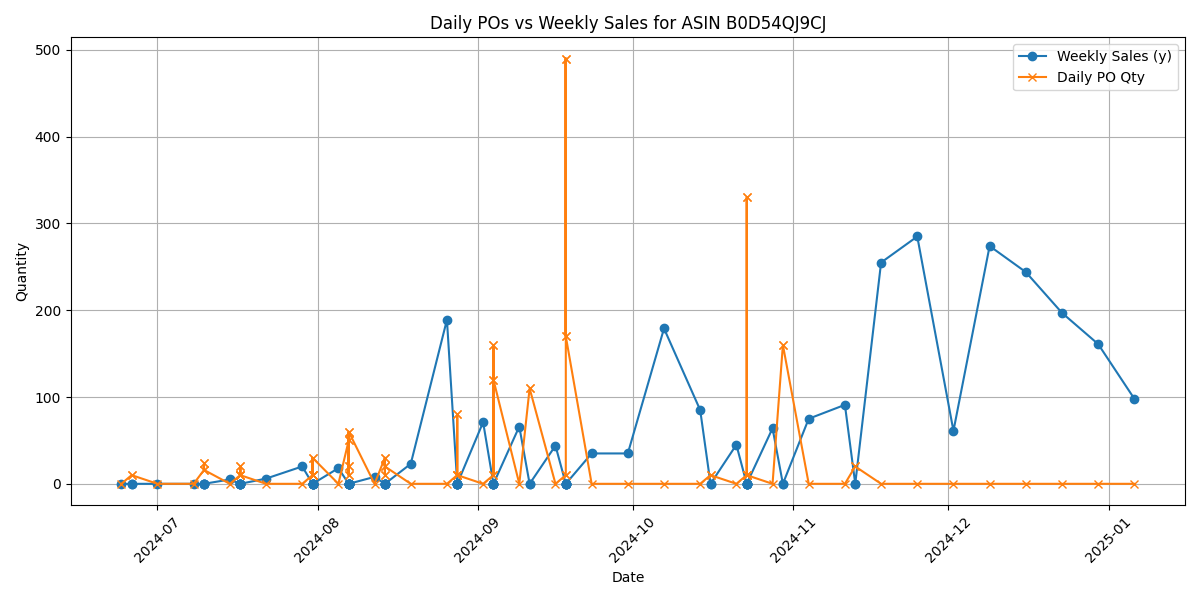 Daily POs vs Weekly Sales for ASIN B0D54QJ9CJ
Weekly Sales (y)
Daily PO Qty
Quantity
500
400
300
200
100
0
2024-07
2024-08
2024-09
2024-10
2024-11
2024-12
2025-01
Date